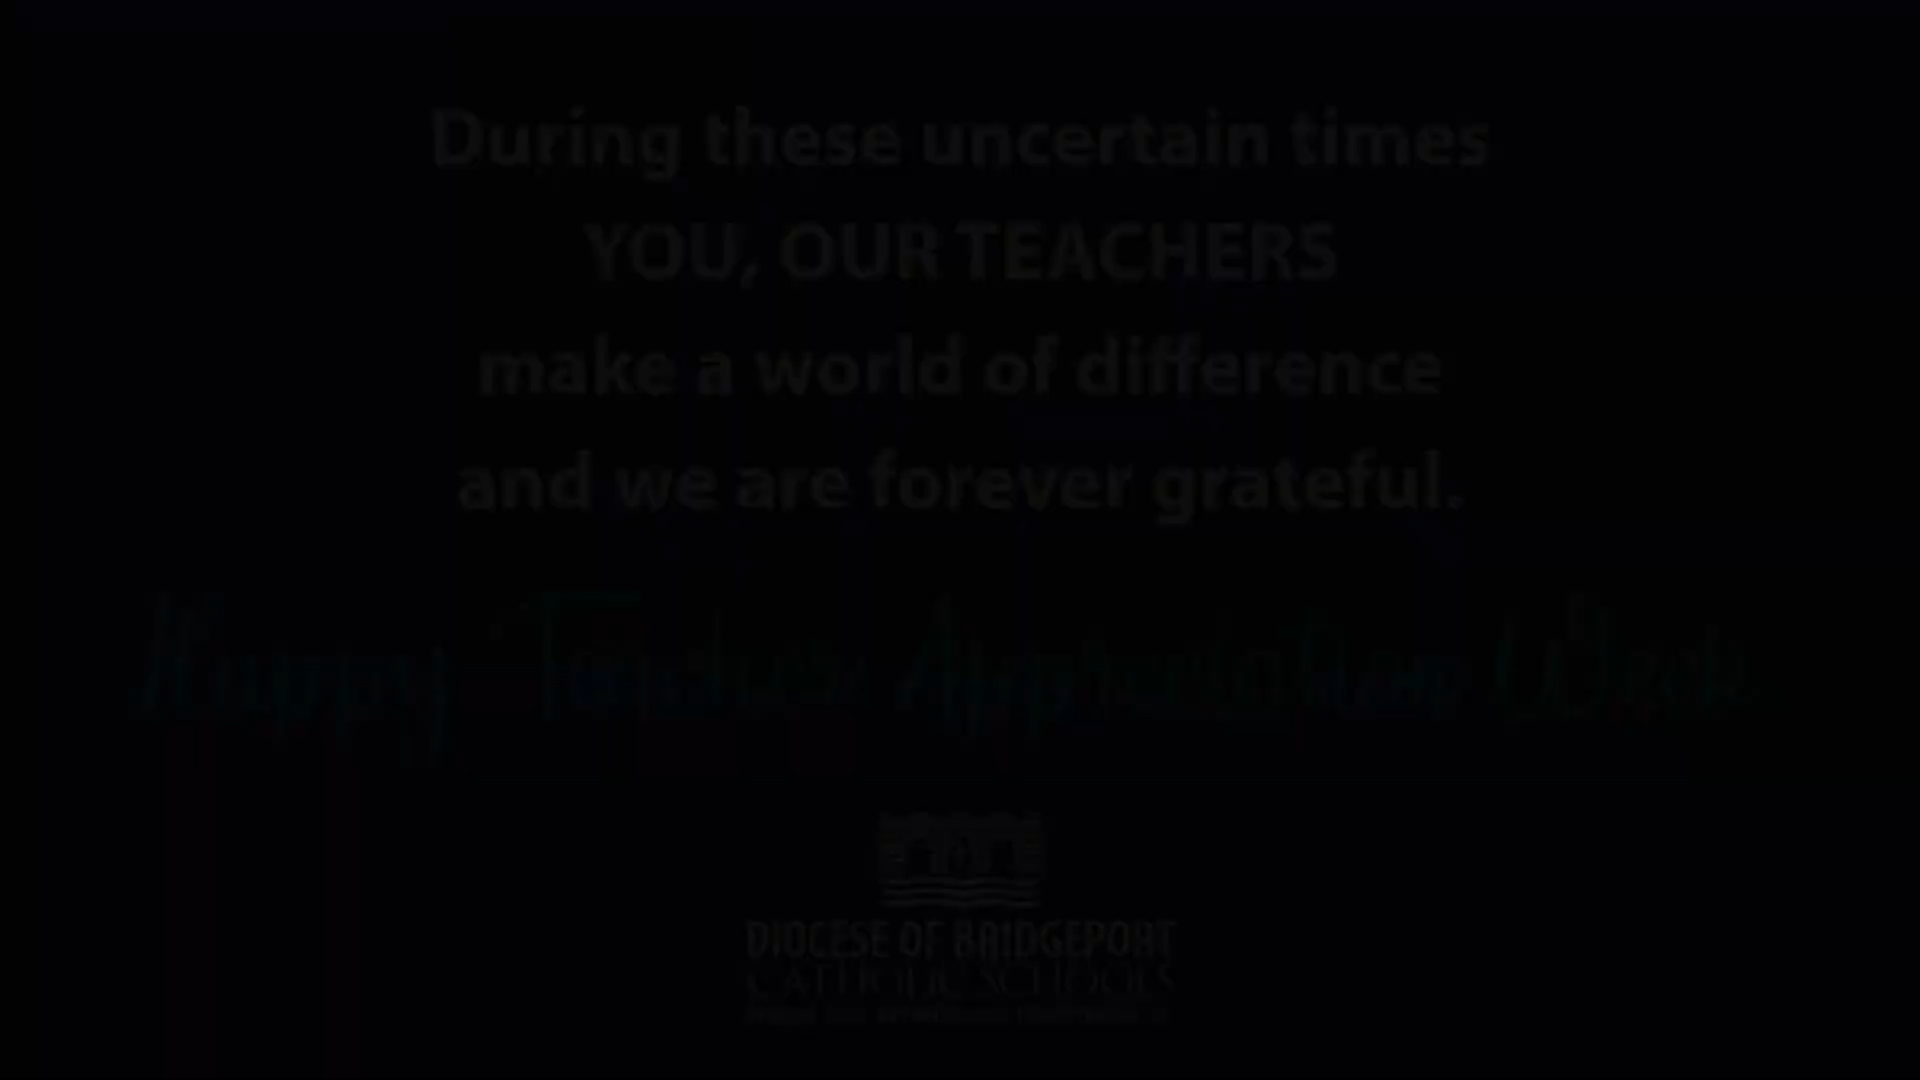 During these uncertain times
YOU, OUR TEACHERS
make a world of difference
and we are forever grateful.
Happy Teacher Appreciation Week
DIOCESE OF BRIDGEPORT
CATHOLIC SCHOOLS